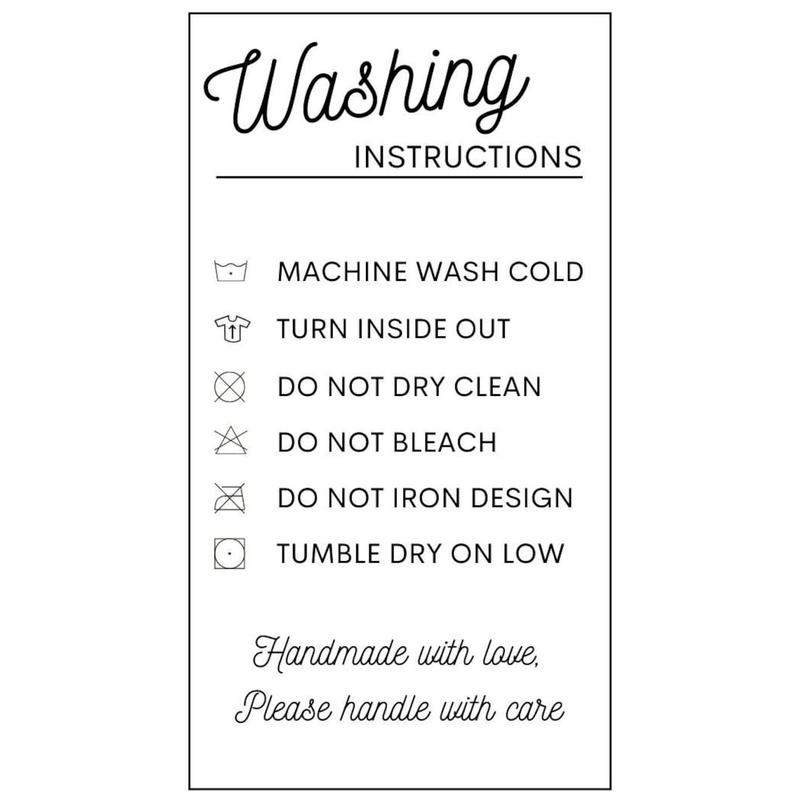 Washing
INSTRUCTIONS
MACHINE WASH COLD
TURN INSIDE OUT
DO NOT DRY CLEAN
DO NOT BLEACH
DO NOT IRON DESIGN
TUMBLE DRY ON LOW
Handmade with love,
Please handle with care